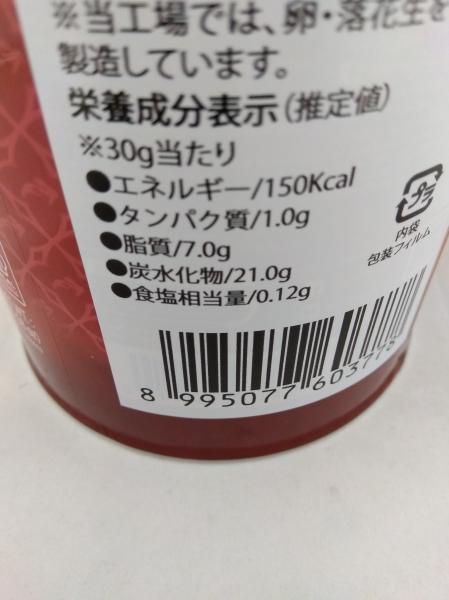 ※当工場では、卵・落花生を
製造しています。
栄養成分表示（推定値）
※30g当たり
●エネルギー/150Kcal
●タンパク質/1.0g
●脂質/7.0g
●炭水化物/21.0g
●食塩相当量/0.12g
プラ
内袋
包装フィルム
8 995077 603778